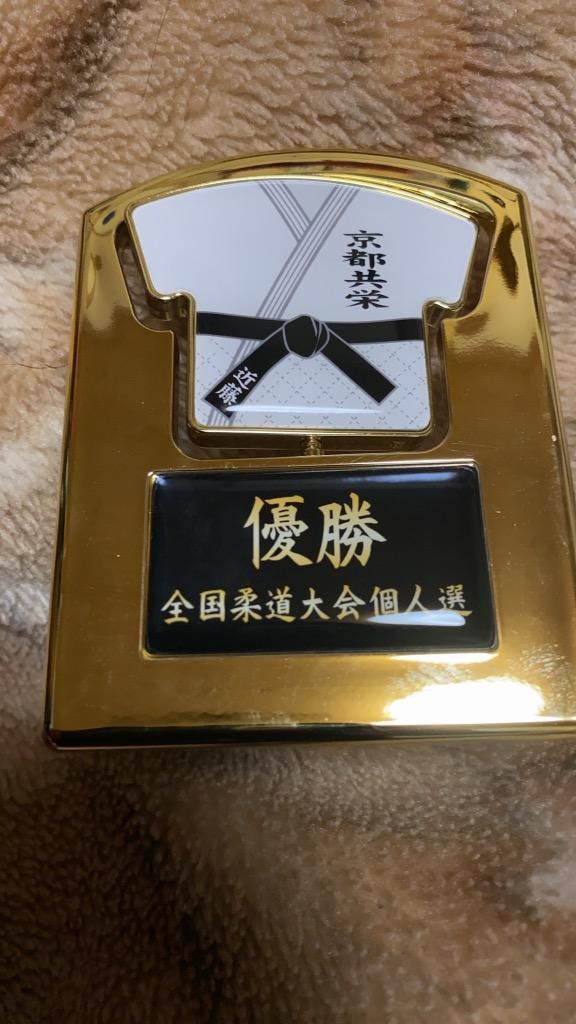 京都共栄
近藤
優勝
全国柔道大会個人選